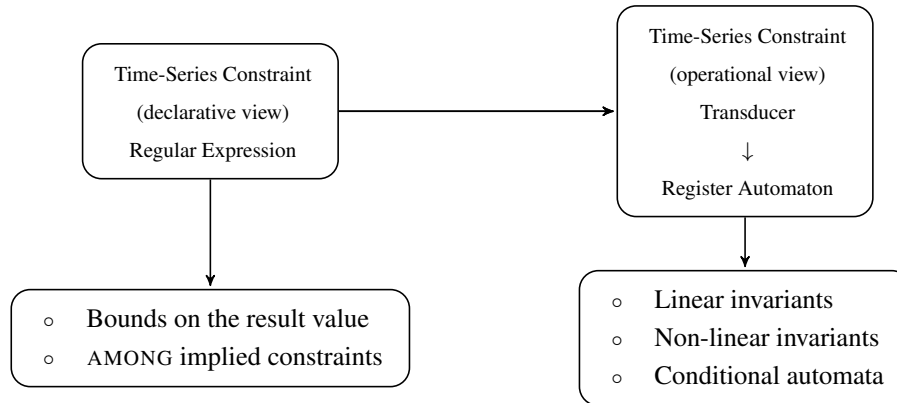 Time-Series Constraint
(declarative view)
Regular Expression
Time-Series Constraint
(operational view)
Transducer
↓
Register Automaton
○ Bounds on the result value
○ AMONG implied constraints
○ Linear invariants
○ Non-linear invariants
○ Conditional automata